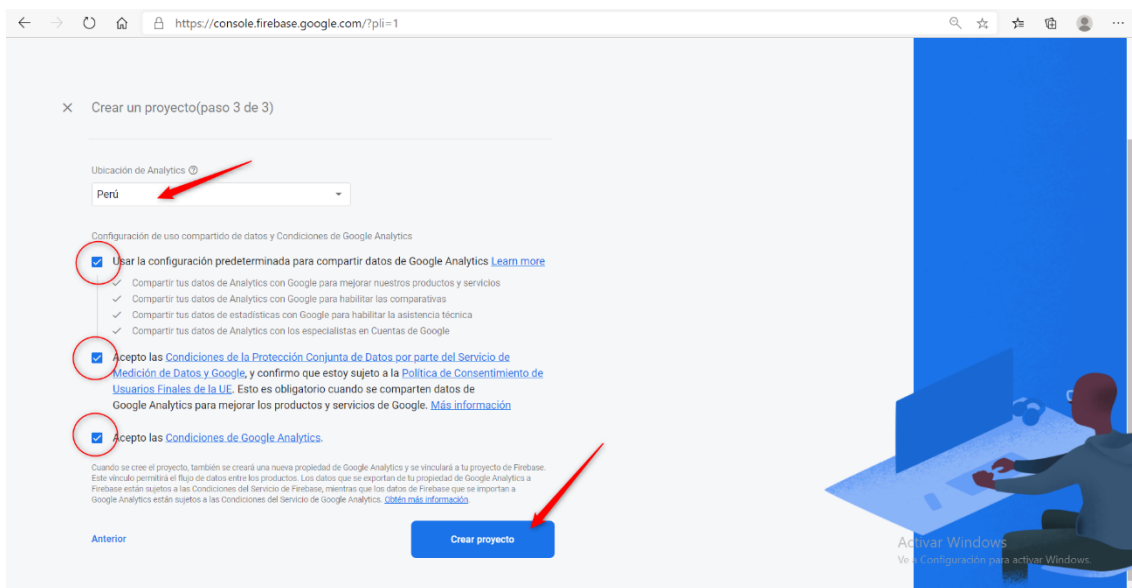 https://console.firebase.google.com/?pli=1
Crear un proyecto(paso 3 de 3)
Ubicación de Analytics
Perú
Configuración de uso compartido de datos y Condiciones de Google Analytics
Usar la configuración predeterminada para compartir datos de Google Analytics Learn more
Compartir tus datos de Analytics con Google para mejorar nuestros productos y servicios
Compartir tus datos de Analytics con Google para habilitar las comparativas
Compartir tus datos de estadísticas con Google para habilitar la asistencia técnica
Compartir tus datos de Analytics con los especialistas en Cuentas de Google
Acepto las Condiciones de la Protección Conjunta de Datos por parte del Servicio de
Medición de Datos y Google, y confirmo que estoy sujeto a la Política de Consentimiento de
Usuarios Finales de la UE. Esto es obligatorio cuando se comparten datos de
Google Analytics para mejorar los productos y servicios de Google. Más información
Acepto las Condiciones de Google Analytics.
Cuando se cree el proyecto, también se creará una nueva propiedad de Google Analytics y se vinculará a tu proyecto de Firebase.
Este vínculo permitirá el flujo de datos entre los productos. Los datos que se exportan de tu propiedad de Google Analytics a
Firebase están sujetos a las Condiciones del Servicio de Firebase, mientras que los datos de Firebase que se importan a
Google Analytics están sujetos a las Condiciones del Servicio de Google Analytics. Obtén más información.
Anterior
Crear proyecto
Activar Windows
Ve a Configuración para activar Windows.